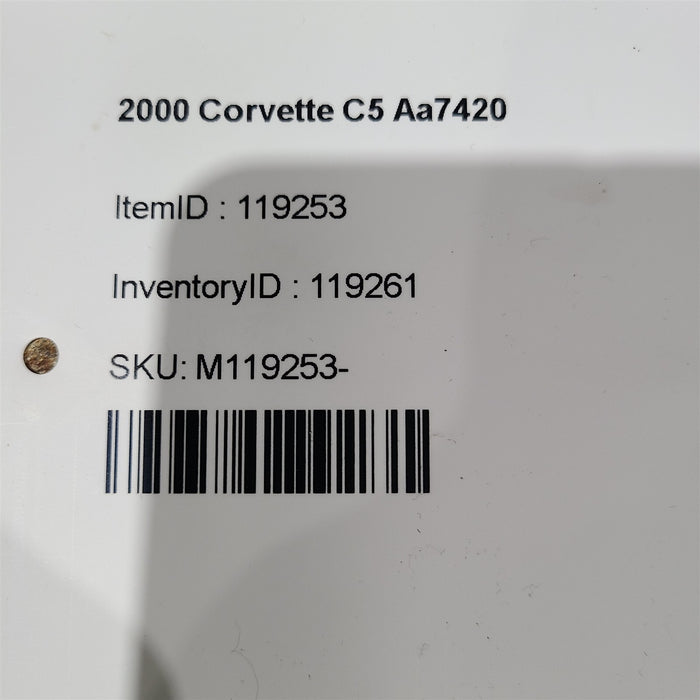 2000 Corvette C5 Aa7420
ItemID : 119253
InventoryID : 119261
SKU: M119253-